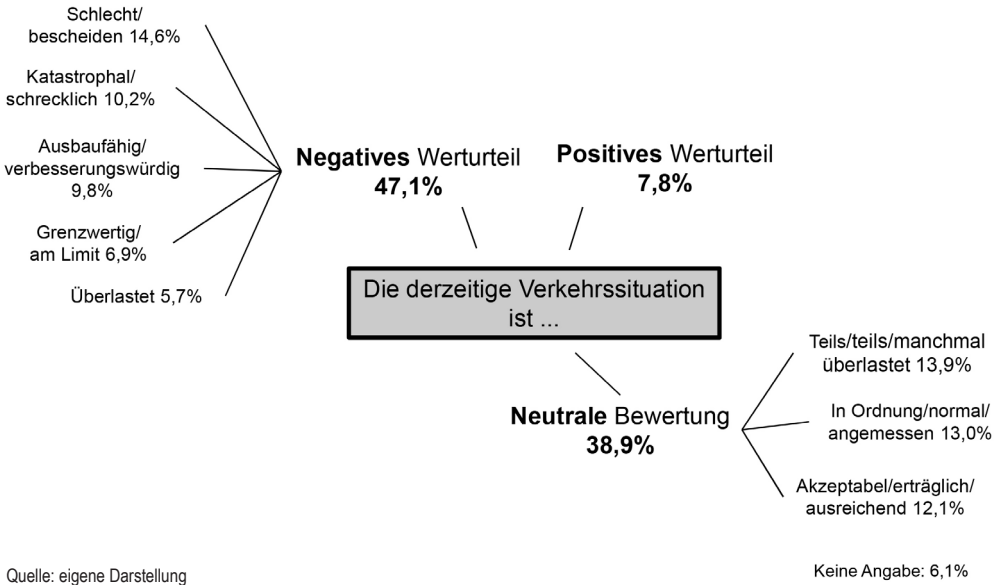 Schlecht/
bescheiden 14,6%
Katastrophal/
schrecklich 10,2%
Ausbaufähig/
verbesserungswürdig
9,8%
Grenzwertig/
am Limit 6,9%
Überlastet 5,7%
Negatives Werturteil
47,1%
Positives Werturteil
7,8%
Die derzeitige Verkehrssituation
ist ...
Neutrale Bewertung
38,9%
Teils/teils/manchmal
überlastet 13,9%
In Ordnung/normal/
angemessen 13,0%
Akzeptabel/erträglich/
ausreichend 12,1%
Quelle: eigene Darstellung
Keine Angabe: 6,1%